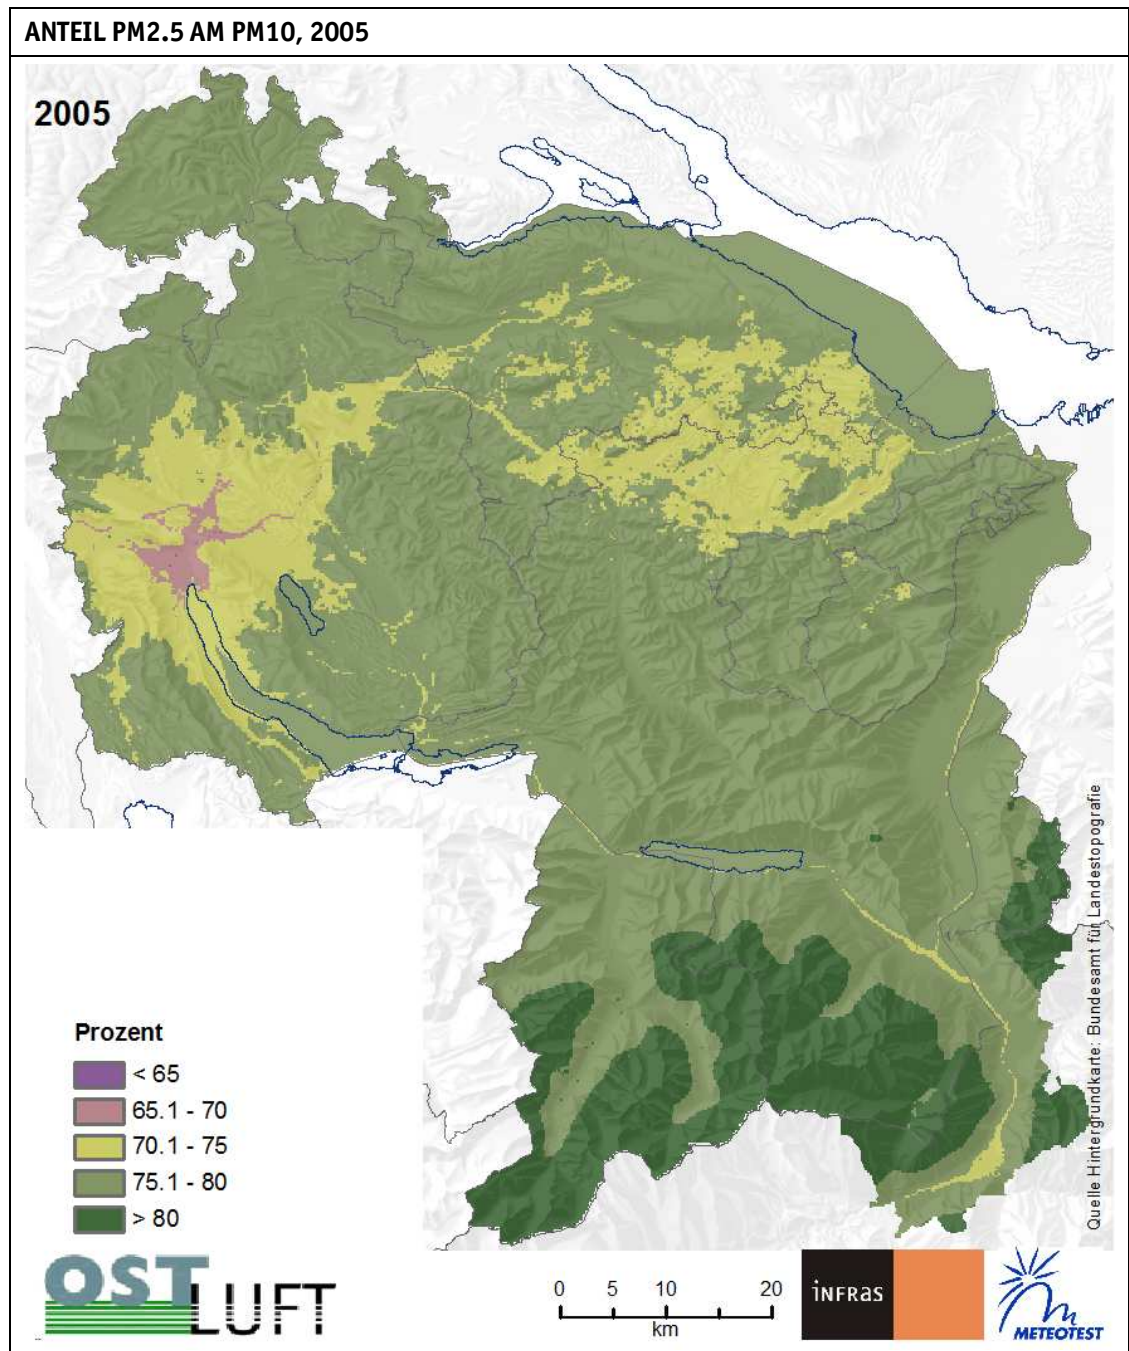 ANTEIL PM2.5 AM PM10, 2005
2005
Quelle Hintergrundkarte: Bundesamt für Landestopografie
Prozent
< 65
65.1 - 70
70.1 - 75
75.1 - 80
> 80
OST
LUFT
0 5 10 20
km
iNFRAS
METEOTEST